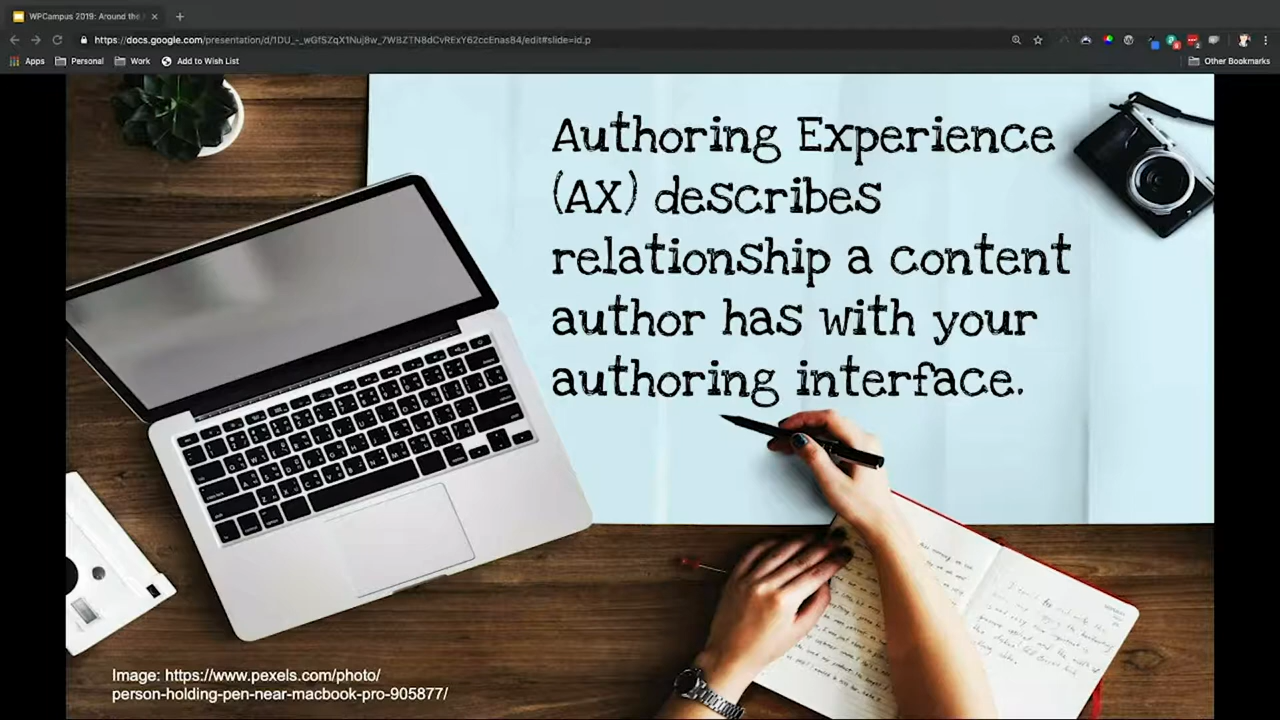 WPCampus 2019: Around the
https://docs.google.com/presentation/d/1DU_-_wGfSZqX1Nuj8w_7WBZTN8dCvRExY62ccEnas84/edit#slide=id.p
Apps
Personal
Work
Add to Wish List
Other Bookmarks
Authoring Experience
(AX) describes
relationship a content
author has with your
authoring interface.
Image: https://www.pexels.com/photo/
person-holding-pen-near-macbook-pro-905877/